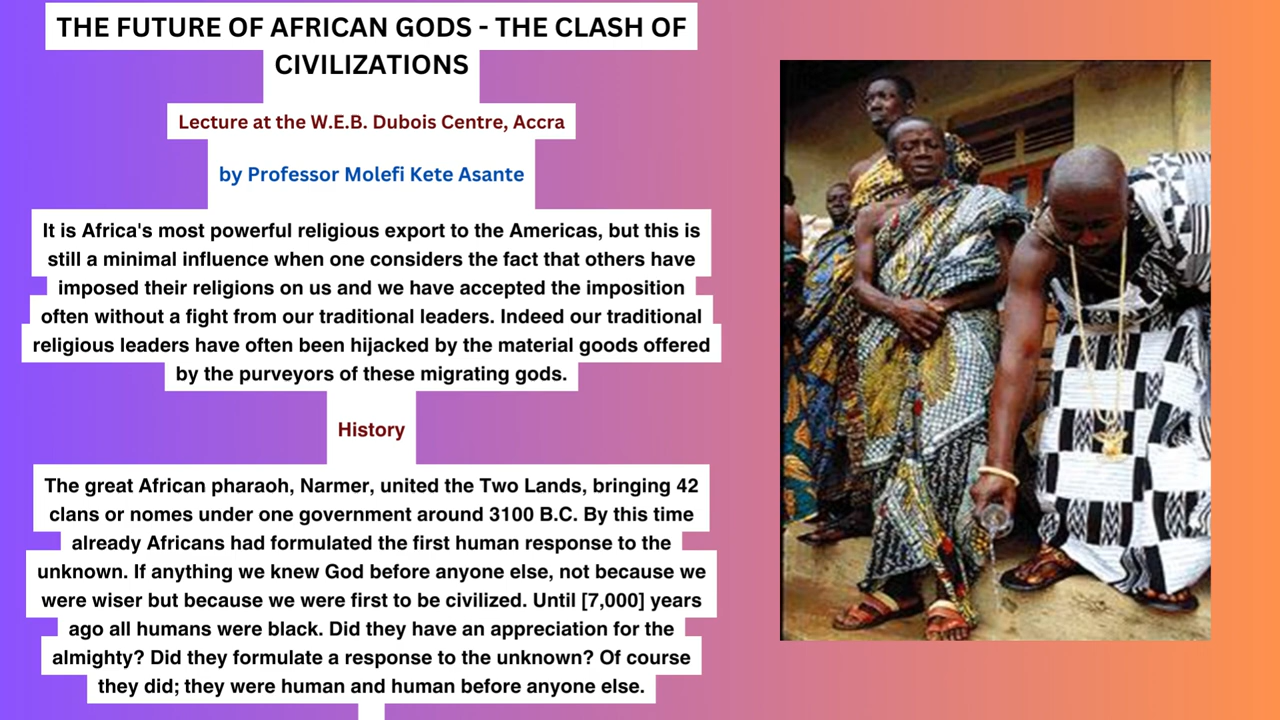 THE FUTURE OF AFRICAN GODS - THE CLASH OF
CIVILIZATIONS
Lecture at the W.E.B. Dubois Centre, Accra
by Professor Molefi Kete Asante
It is Africa's most powerful religious export to the Americas, but this is
still a minimal influence when one considers the fact that others have
imposed their religions on us and we have accepted the imposition
often without a fight from our traditional leaders. Indeed our traditional
religious leaders have often been hijacked by the material goods offered
by the purveyors of these migrating gods.
History
The great African pharaoh, Narmer, united the Two Lands, bringing 42
clans or nomes under one government around 3100 B.C. By this time
already Africans had formulated the first human response to the
unknown. If anything we knew God before anyone else, not because we
were wiser but because we were first to be civilized. Until [7,000] years
ago all humans were black. Did they have an appreciation for the
almighty? Did they formulate a response to the unknown? Of course
they did; they were human and human before anyone else.